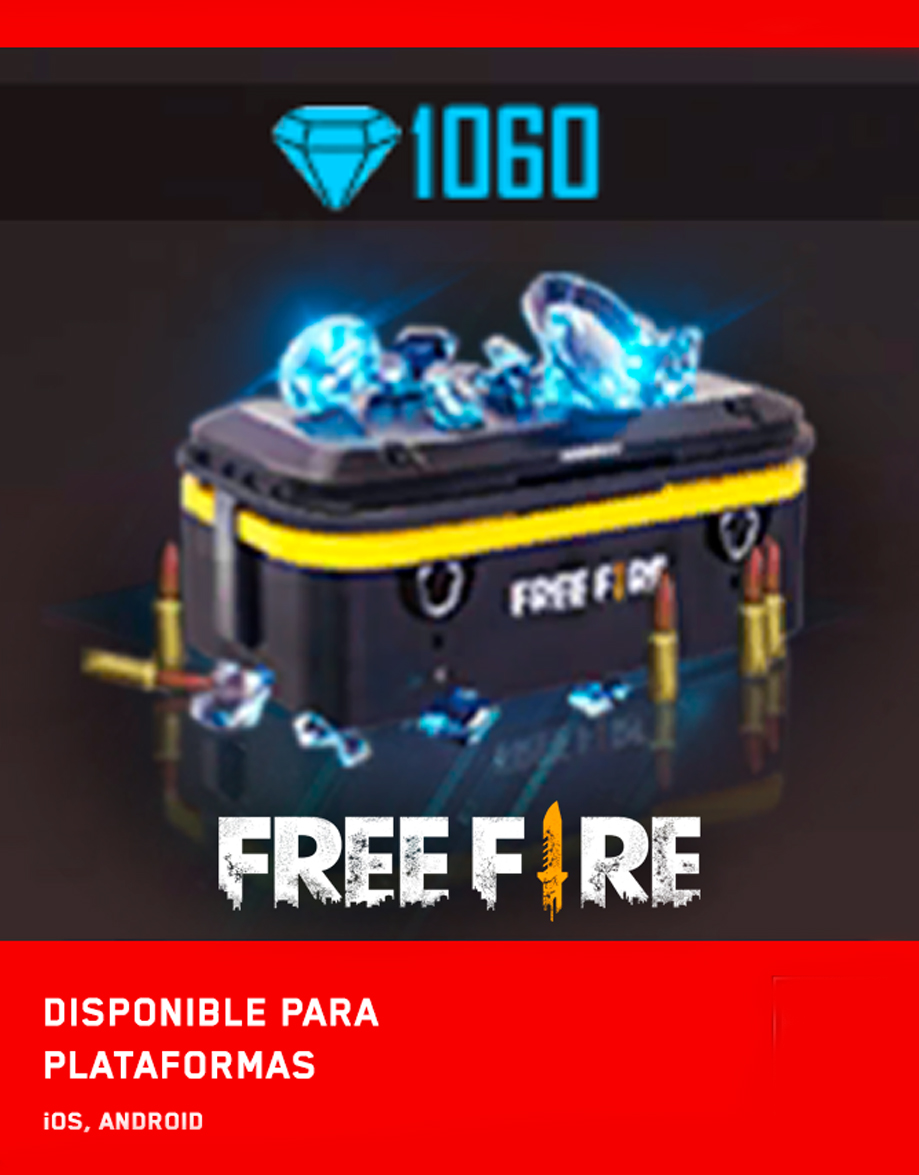 1060
FREE FIRE
FREE FIRE
DISPONIBLE PARA
PLATAFORMAS
iOS, ANDROID